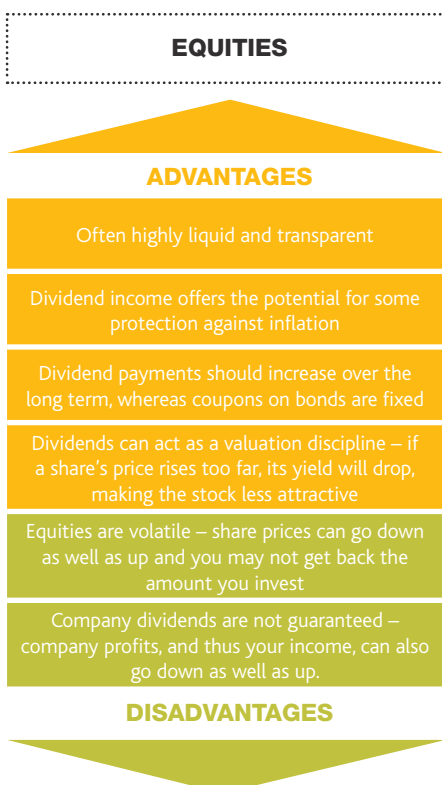 EQUITIES
ADVANTAGES
Often highly liquid and transparent
Dividend income offers the potential for some
protection against inflation
Dividend payments should increase over the
long term, whereas coupons on bonds are fixed
Dividends can act as a valuation discipline – if
a share’s price rises too far, its yield will drop,
making the stock less attractive
Equities are volatile – share prices can go down
as well as up and you may not get back the
amount you invest
Company dividends are not guaranteed –
company profits, and thus your income, can also
go down as well as up.
DISADVANTAGES